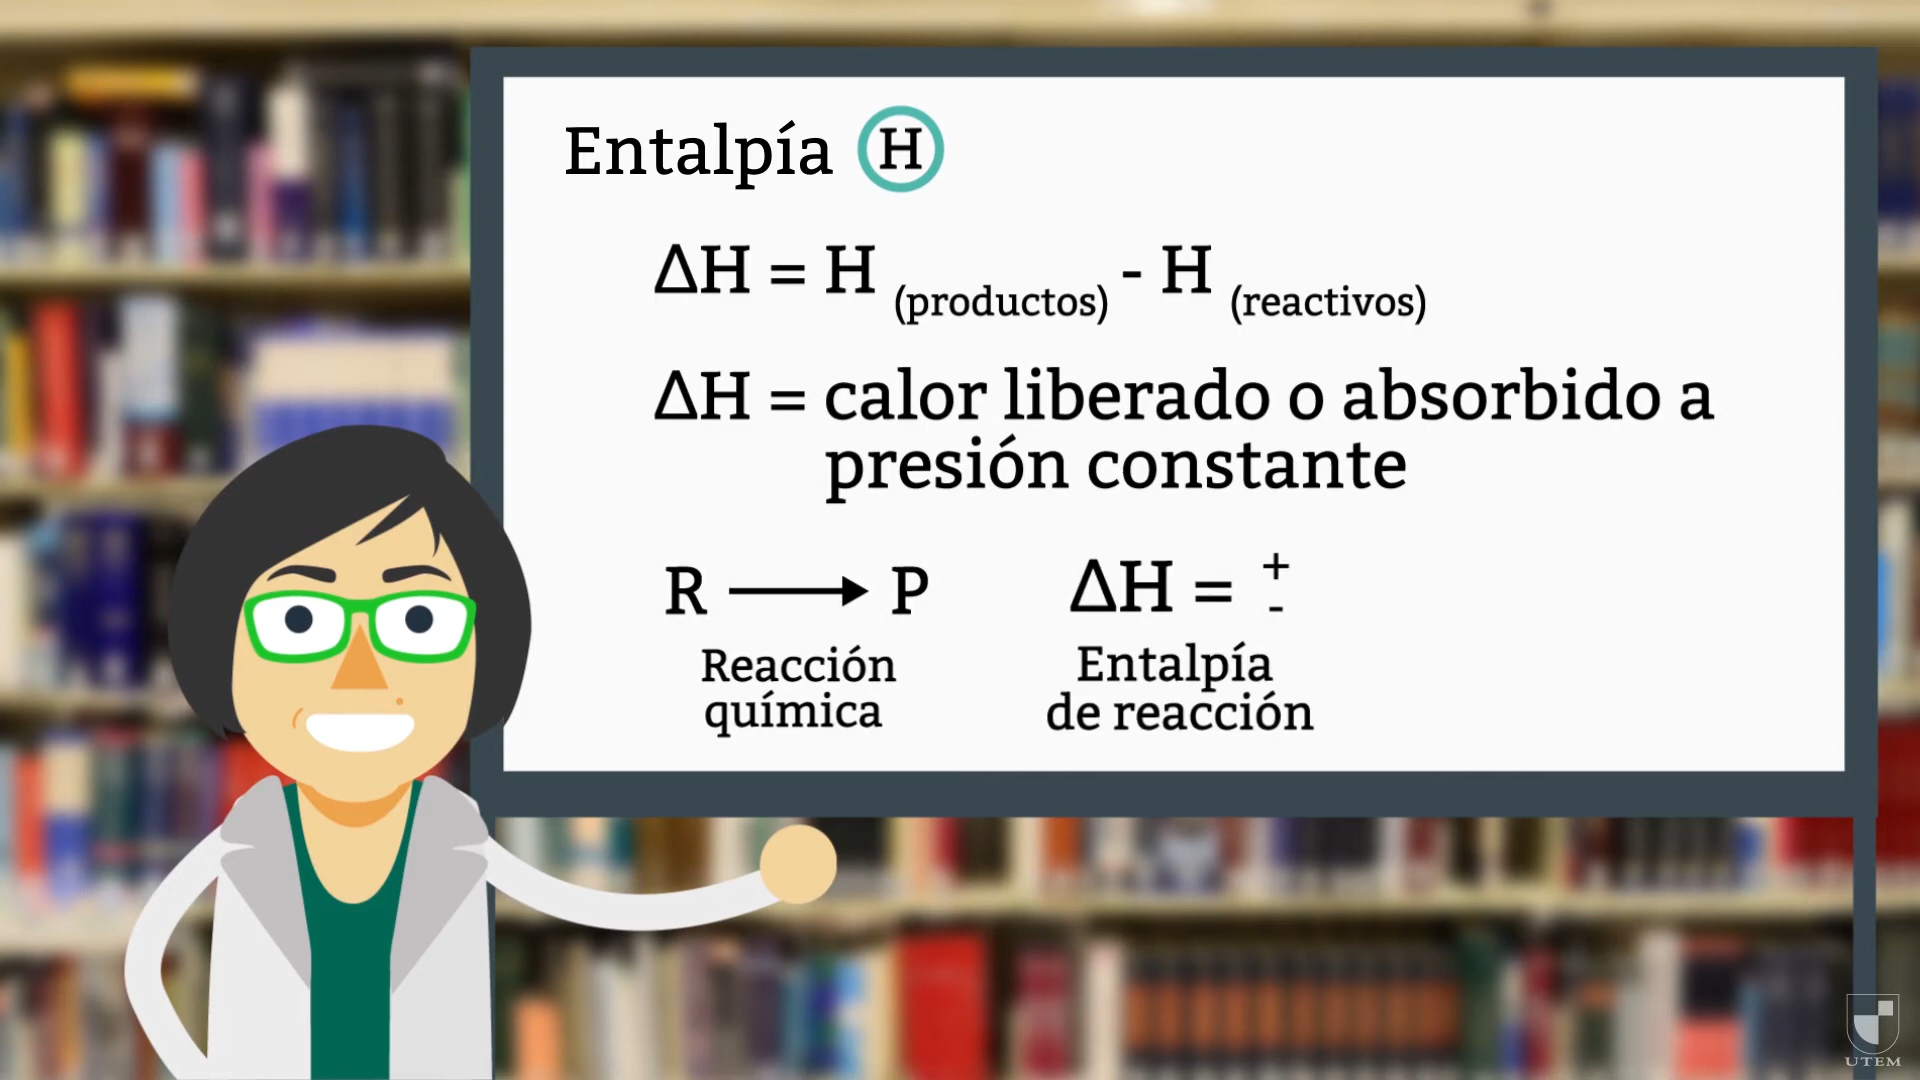 Entalpía H
ΔH = H (productos) - H (reactivos)
ΔH = calor liberado o absorbido a
presión constante
R → P
Reacción
química
ΔH = + -
Entalpía
de reacción
UTEM